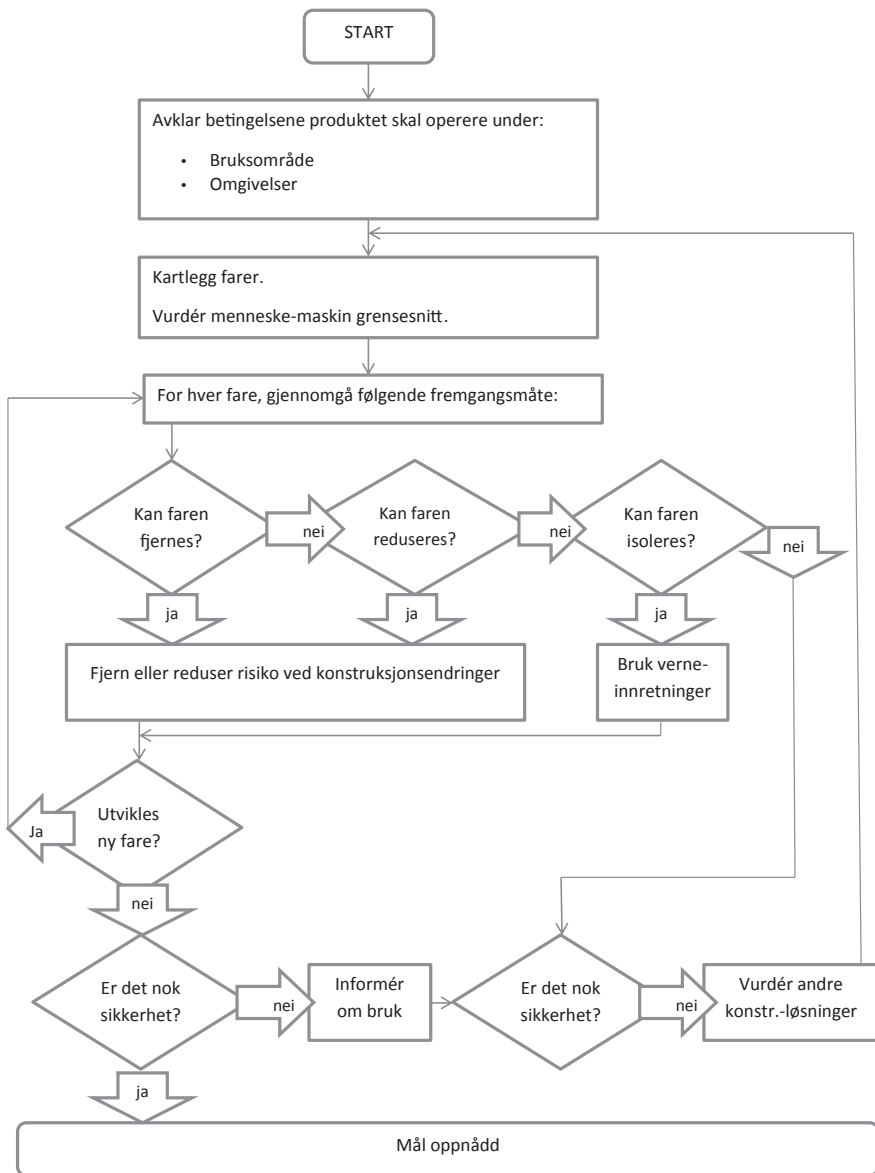 START
Avklar betingelsene produktet skal operere under:
• Bruksområde
• Omgivelser
Kartlegg farer.
Vurdér menneske-maskin grensesnitt.
For hver fare, gjennomgå følgende fremgangsmåte:
Kan faren
fjernes?
nei
Kan faren
reduseres?
nei
Kan faren
isoleres?
nei
ja
ja
ja
Fjern eller reduser risiko ved konstruksjonsendringer
Bruk verne-
innretninger
Utvikles
ny fare?
Ja
nei
Er det nok
sikkerhet?
nei
Informér
om bruk
Er det nok
sikkerhet?
nei
Vurdér andre
konstr.-løsninger
ja
Mål oppnådd